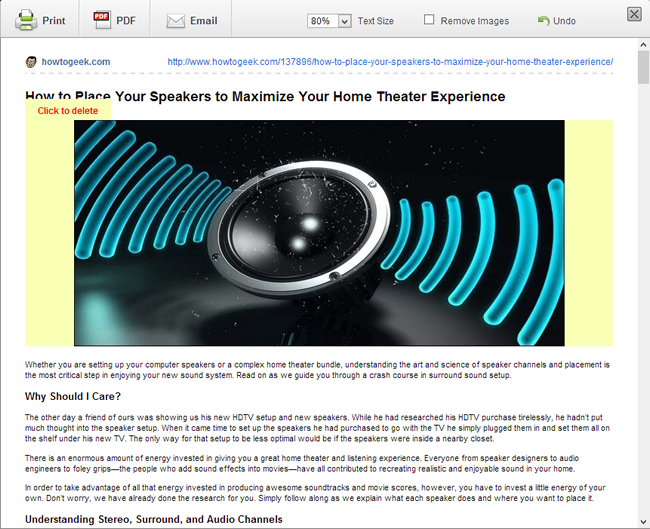 Print PDF Email 80% Text Size Remove Images Undo
howtogeek.com http://www.howtogeek.com/137896/how-to-place-your-speakers-to-maximize-your-home-theater-experience/
How to Place Your Speakers to Maximize Your Home Theater Experience
Click to delete
Whether you are setting up your computer speakers or a complex home theater bundle, understanding the art and science of speaker channels and placement is
the most critical step in enjoying your new sound system. Read on as we guide you through a crash course in surround sound setup.
Why Should I Care?
The other day a friend of ours was showing us his new HDTV setup and new speakers. While he had researched his HDTV purchase tirelessly, he hadn't put
much thought into the speaker setup. When it came time to set up the speakers he had purchased to go with the TV he simply plugged them in and set them all on
the shelf under his new TV. The only way for that setup to be less optimal would be if the speakers were inside a nearby closet.
There is an enormous amount of energy invested in giving you a great home theater and listening experience. Everyone from speaker designers to audio
engineers to foley grips—the people who add sound effects into movies—have all contributed to recreating realistic and enjoyable sound in your home.
In order to take advantage of all that energy invested in producing awesome soundtracks and movie scores, however, you have to invest a little energy of your
own. Don't worry, we have already done the research for you. Simply follow along as we explain what each speaker does and where you want to place it.
Understanding Stereo, Surround, and Audio Channels